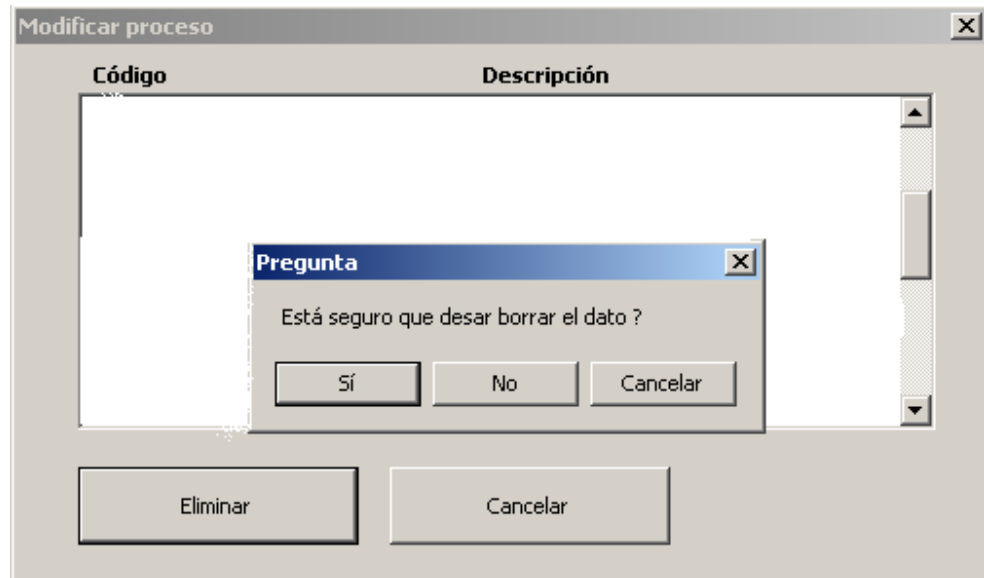 Modificar proceso
Código Descripción
Pregunta
Está seguro que desar borrar el dato ?
Sí No Cancelar
Eliminar Cancelar